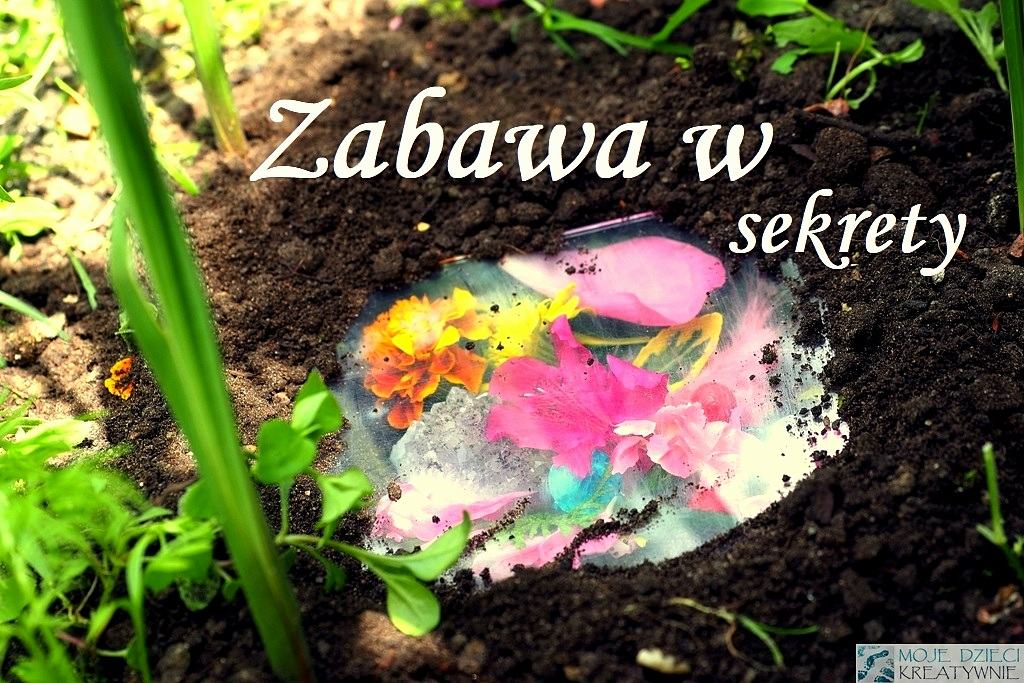 Zabawa w
sekrety
MOJE DZIECI
KREATYWNIE